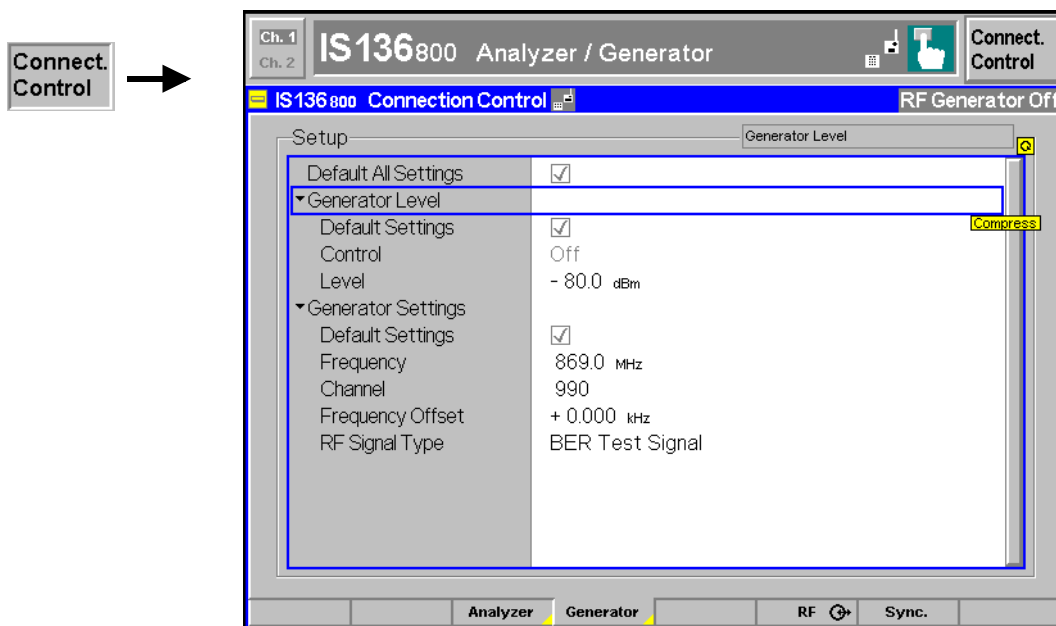 Connect.
Control
Ch. 1
Ch. 2
IS136800 Analyzer / Generator
Connect.
Control
IS136 800 Connection Control
RF Generator Off
Setup
Generator Level
Default All Settings
Generator Level
Compress
Default Settings
Control Off
Level - 80.0 dBm
Generator Settings
Default Settings
Frequency 869.0 MHz
Channel 990
Frequency Offset + 0.000 kHz
RF Signal Type BER Test Signal
Analyzer Generator RF Sync.